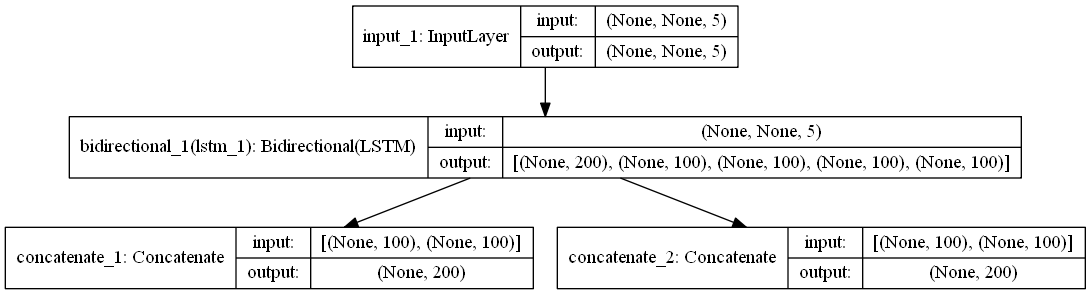 input_1: InputLayer
input: (None, None, 5)
output: (None, None, 5)
bidirectional_1(lstm_1): Bidirectional(LSTM)
input: (None, None, 5)
output: [(None, 200), (None, 100), (None, 100), (None, 100), (None, 100)]
concatenate_1: Concatenate
input: [(None, 100), (None, 100)]
output: (None, 200)
concatenate_2: Concatenate
input: [(None, 100), (None, 100)]
output: (None, 200)